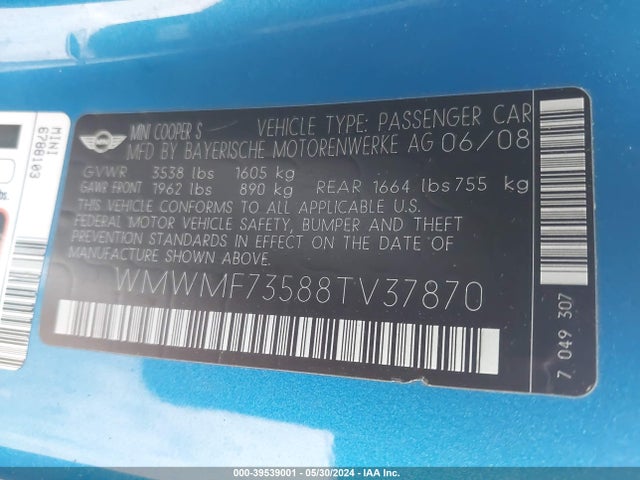 MINI
6788103
MINI COOPER S VEHICLE TYPE: PASSENGER CAR
MFD BY BAYERISCHE MOTORENWERKE AG 06/08
GVWR 3538 lbs 1605 kg
GAWR FRONT 1962 lbs 890 kg REAR 1664 lbs 755 kg
THIS VEHICLE CONFORMS TO ALL APPLICABLE U.S.
FEDERAL MOTOR VEHICLE SAFETY, BUMPER AND THEFT
PREVENTION STANDARDS IN EFFECT ON THE DATE OF
MANUFACTURE SHOWN ABOVE.
WMWMF73588TV37870
7 049 307
000-39539001 - 05/30/2024 - IAA Inc.